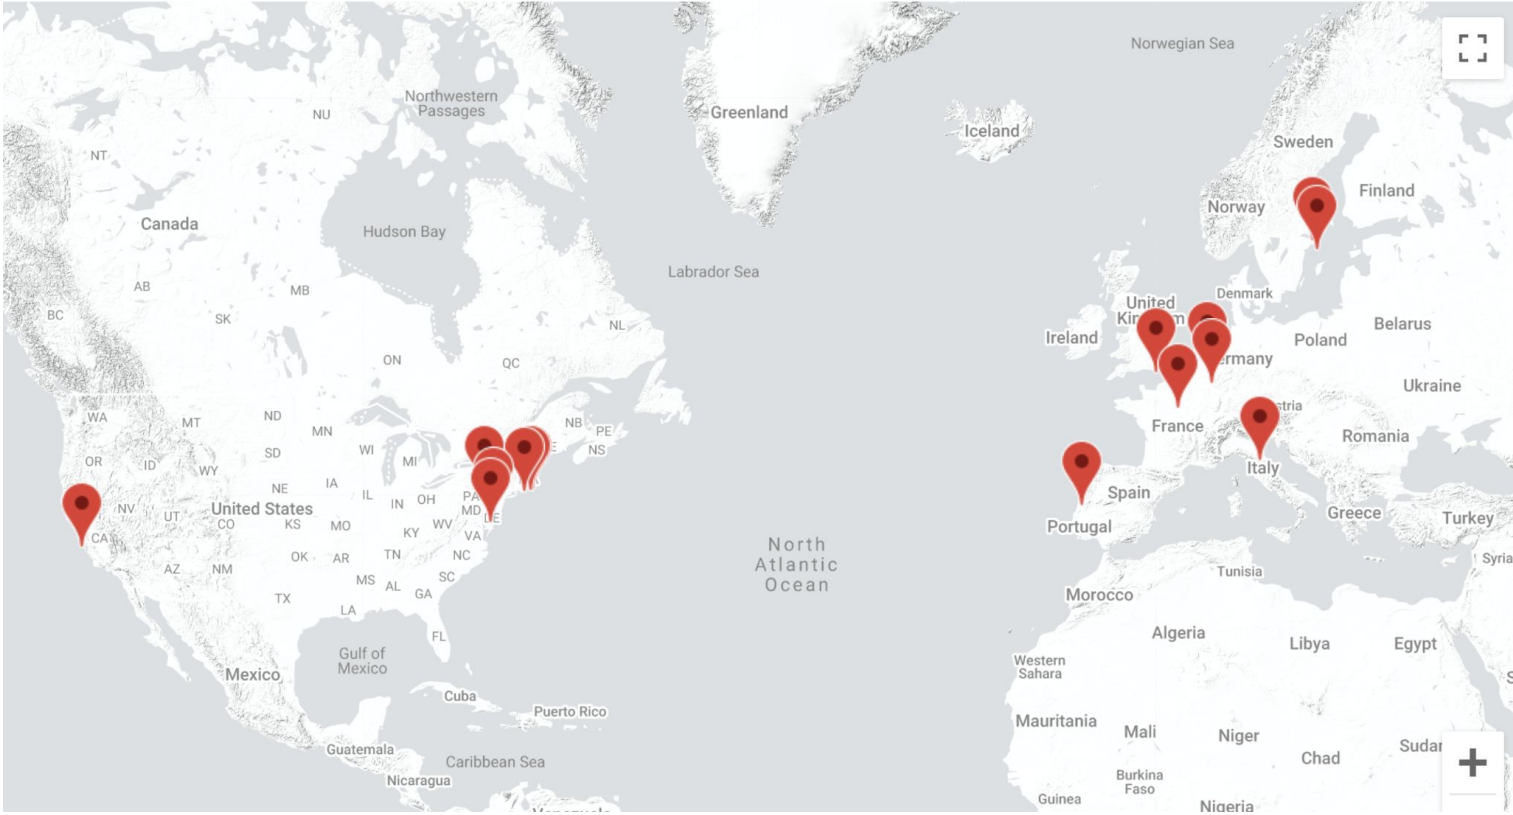 Norwegian Sea
Northwestern
Passages
Greenland
NU
Iceland
Sweden
NT
Finland
Norway
Canada
Hudson Bay
Labrador Sea
AB
MB
Denmark
United
Kin
m
BC
SK
NL
Belarus
Ireland
Poland
ON
QC
ermany
Ukraine
WA
MT
ND
NB
PE
stria
MN
France
Romania
OR
ID
WY
SD
WI
MI
E
NS
Italy
NE
IA
IL
IN
OH
PA
Spain
NV
UT
United States
CO
KS
MO
MD
DE
WV
Greece
Turkey
Portugal
CA
KY
VA
North
Atlantic
Ocean
OK
AR
TN
NC
Syria
AZ
NM
MS
AL
SC
GA
Tunisia
TX
LA
Morocco
FL
Algeria
Libya
Egypt
Gulf of
Mexico
Western
Sahara
Mexico
Cuba
S
Puerto Rico
Mauritania
Mali
Niger
Sudar
Guatemala
Caribbean Sea
Chad
Nicaragua
Burkina
Faso
Guinea
Nigeria
+